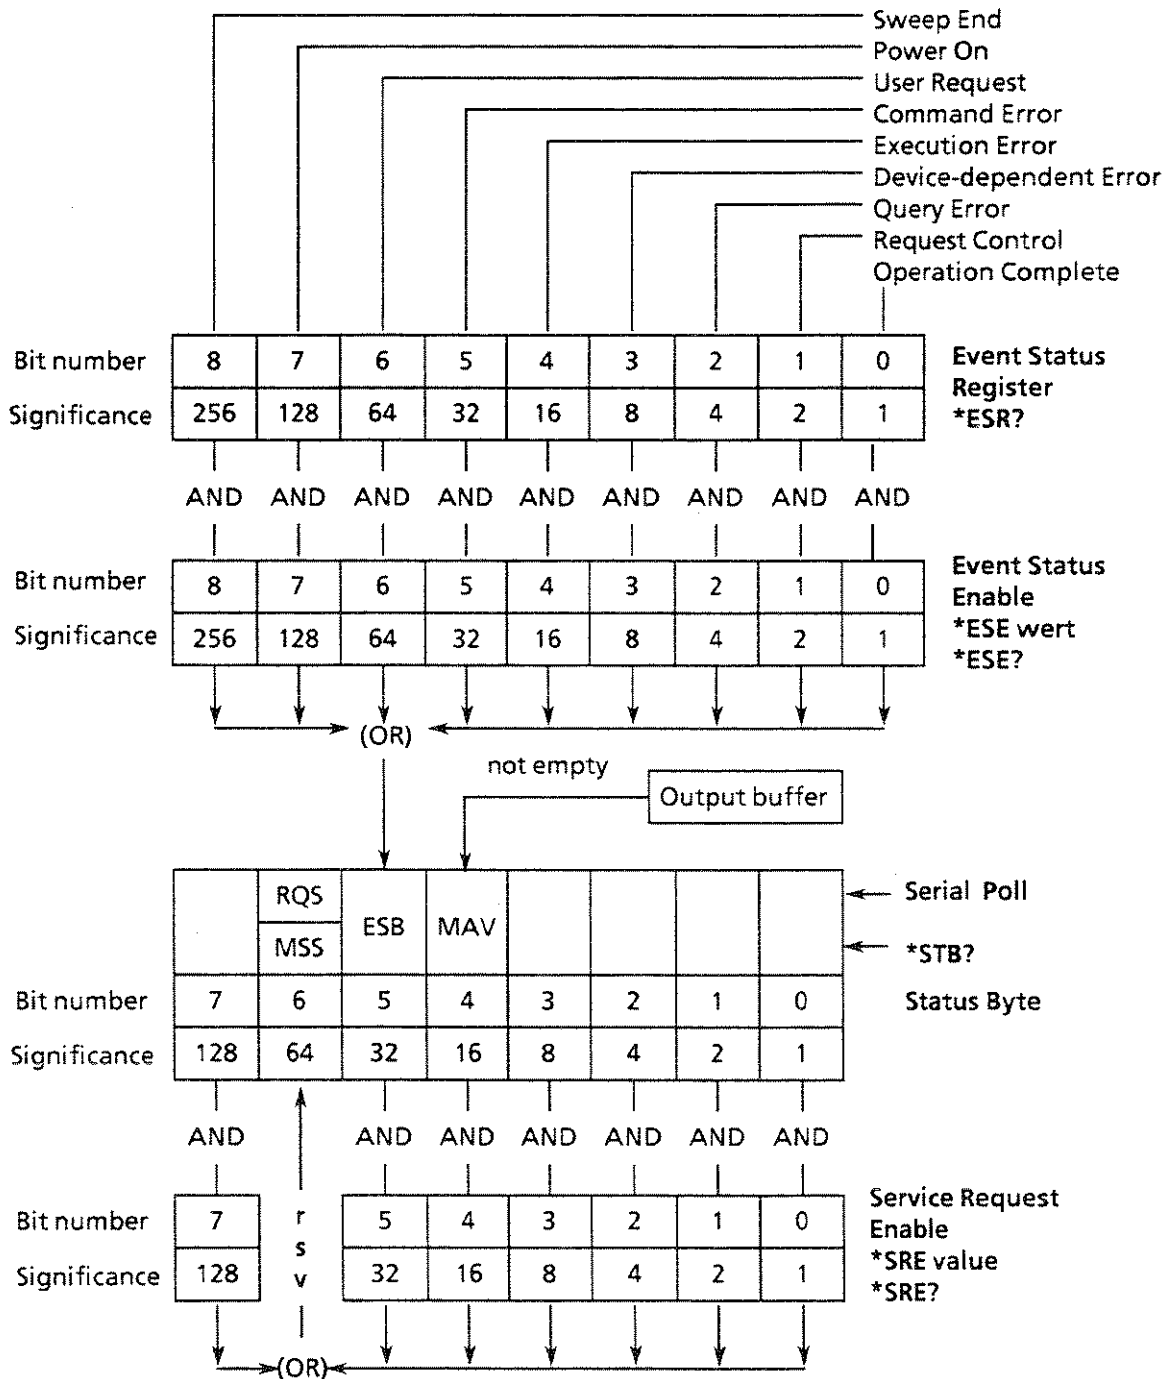 Sweep End
Power On
User Request
Command Error
Execution Error
Device-dependent Error
Query Error
Request Control
Operation Complete
Bit number 8 7 6 5 4 3 2 1 0 Event Status
Register
Significance 256 128 64 32 16 8 4 2 1 *ESR?
AND AND AND AND AND AND AND AND AND
Bit number 8 7 6 5 4 3 2 1 0 Event Status
Enable
Significance 256 128 64 32 16 8 4 2 1 *ESE wert
*ESE?
(OR)
not empty
Output buffer
RQS
Serial Poll
ESB MAV
MSS
*STB?
Bit number 7 6 5 4 3 2 1 0 Status Byte
Significance 128 64 32 16 8 4 2 1
AND AND AND AND AND AND AND
Bit number 7 r 5 4 3 2 1 0 Service Request
Enable
s
Significance 128 v 32 16 8 4 2 1 *SRE value
*SRE?
(OR)